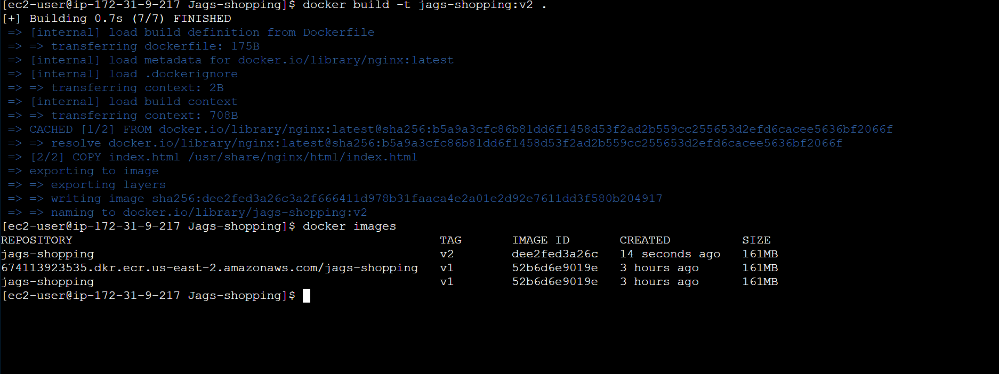 [ec2-user@ip-172-31-9-217 Jags-shopping]$ docker build -t jags-shopping:v2 .
[+] Building 0.7s (7/7) FINISHED
=> [internal] load build definition from Dockerfile
=> => transferring dockerfile: 175B
=> [internal] load metadata for docker.io/library/nginx:latest
=> [internal] load .dockerignore
=> => transferring context: 2B
=> [internal] load build context
=> => transferring context: 708B
=> CACHED [1/2] FROM docker.io/library/nginx:latest@sha256:b5a9a3cfc86b81dd6f1458d53f2ad2b559cc255653d2efd6cacee5636bf2066f
=> => resolve docker.io/library/nginx:latest@sha256:b5a9a3cfc86b81dd6f1458d53f2ad2b559cc255653d2efd6cacee5636bf2066f
=> [2/2] COPY index.html /usr/share/nginx/html/index.html
=> exporting to image
=> => exporting layers
=> => writing image sha256:dee2fed3a26c3a2f666411d978b31faaca4e2a01e2d92e7611dd3f580b204917
=> => naming to docker.io/library/jags-shopping:v2
[ec2-user@ip-172-31-9-217 Jags-shopping]$ docker images
REPOSITORY TAG IMAGE ID CREATED SIZE
jags-shopping v2 dee2fed3a26c 14 seconds ago 161MB
674113923535.dkr.ecr.us-east-2.amazonaws.com/jags-shopping v1 52b6d6e9019e 3 hours ago 161MB
jags-shopping v1 52b6d6e9019e 3 hours ago 161MB
[ec2-user@ip-172-31-9-217 Jags-shopping]$